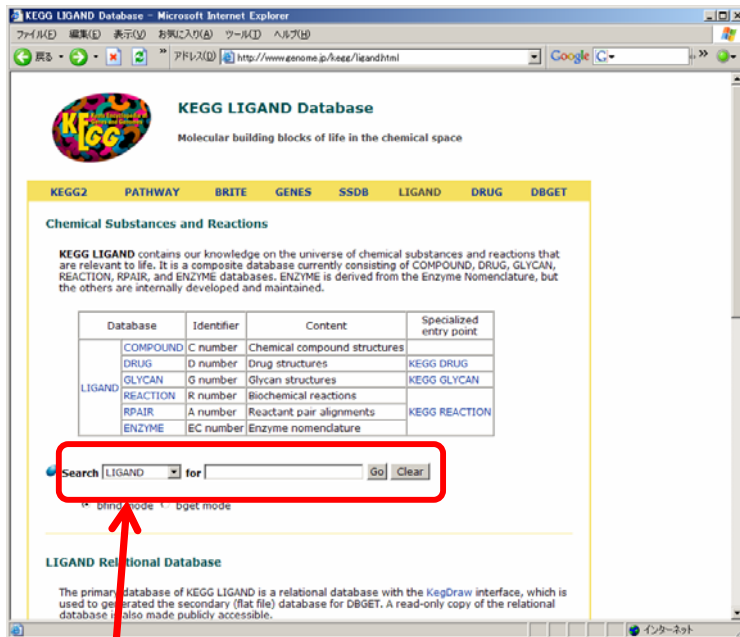 KEGG LIGAND Database - Microsoft Internet Explorer
ファイル(F) 編集(E) 表示(V) お気に入り(A) ツール(T) ヘルプ(H)
戻る » アドレス(D) http://www.genome.jp/kegg/ligand.html Google G »
KEGG
KEGG LIGAND Database
Molecular building blocks of life in the chemical space
KEGG2 PATHWAY BRITE GENES SSDB LIGAND DRUG DBGET
Chemical Substances and Reactions
KEGG LIGAND contains our knowledge on the universe of chemical substances and reactions that
are relevant to life. It is a composite database currently consisting of COMPOUND, DRUG, GLYCAN,
REACTION, RPAIR, and ENZYME databases. ENZYME is derived from the Enzyme Nomenclature, but
the others are internally developed and maintained.
Database Identifier Content Specialized entry point
LIGAND COMPOUND C number Chemical compound structures
DRUG D number Drug structures KEGG DRUG
GLYCAN G number Glycan structures KEGG GLYCAN
REACTION R number Biochemical reactions KEGG REACTION
RPAIR A number Reactant pair alignments
ENZYME EC number Enzyme nomenclature
Search LIGAND for Go Clear
bfind mode bget mode
LIGAND Relational Database
The primary database of KEGG LIGAND is a relational database with the KegDraw interface, which is
used to generated the secondary (flat file) database for DBGET. A read-only copy of the relational
database is also made publicly accessible.
インターネット